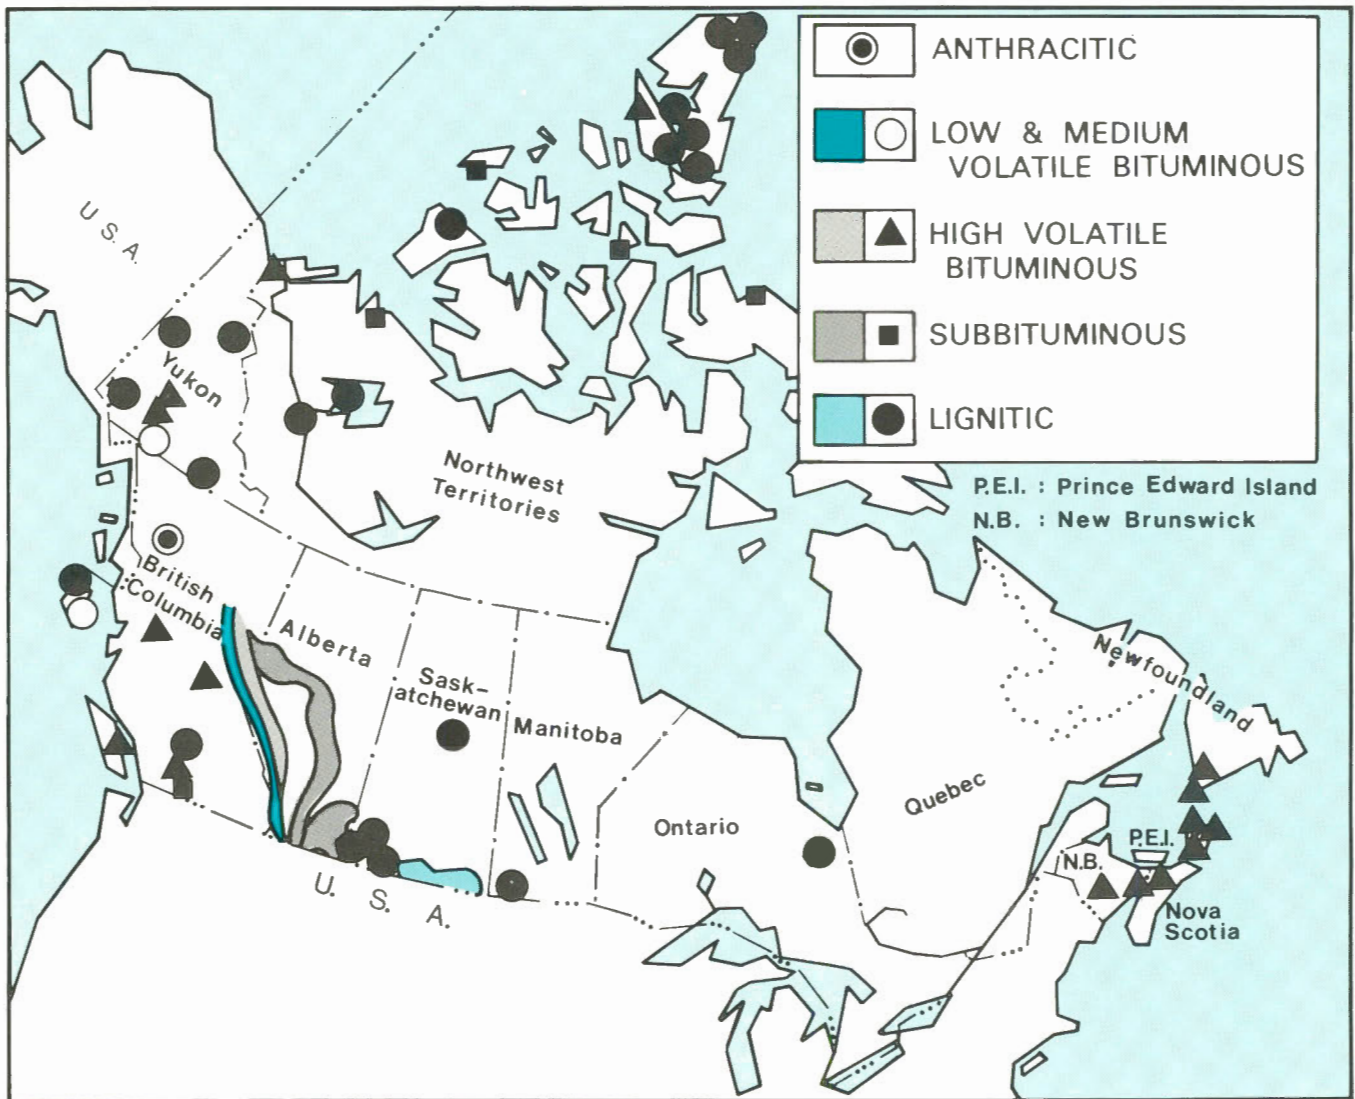 ANTHRACITIC
LOW & MEDIUM
VOLATILE BITUMINOUS
HIGH VOLATILE
BITUMINOUS
SUBBITUMINOUS
LIGNITIC
P.E.I. : Prince Edward Island
N.B. : New Brunswick
U.S.A.
Yukon
Northwest
Territories
British
Columbia
Alberta
Sask-
atchewan
Manitoba
Ontario
Quebec
Newfoundland
P.E.I.
N.B.
Nova
Scotia
U. S. A.